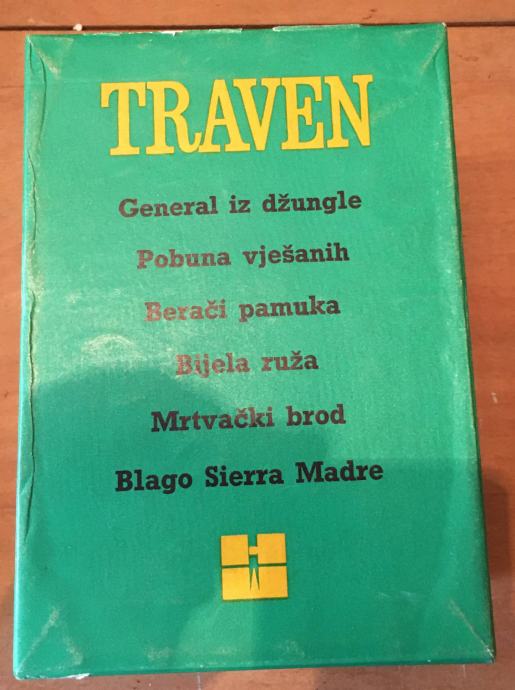 TRAVEN
General iz džungle
Pobuna vješanih
Berači pamuka
Bijela ruža
Mrtvački brod
Blago Sierra Madre